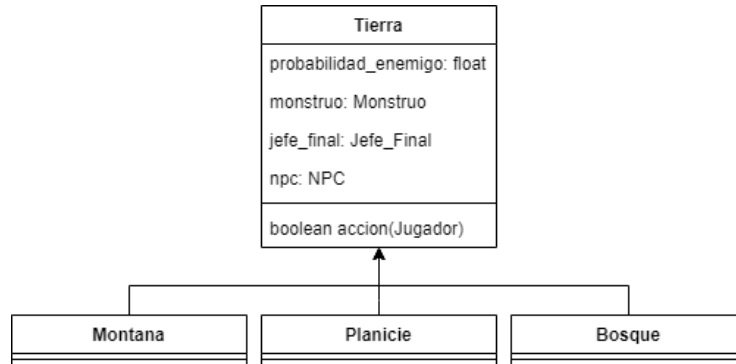 Tierra
probabilidad_enemigo: float
monstruo: Monstruo
jefe_final: Jefe_Final
npc: NPC
boolean accion(Jugador)
Montana
Planicie
Bosque